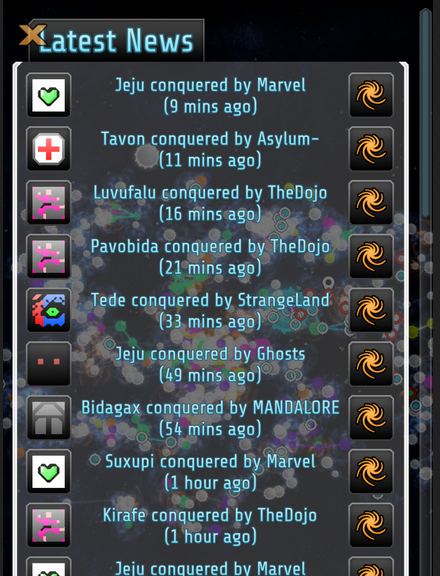 Latest News
Jeju conquered by Marvel
(9 mins ago)
Tavon conquered by Asylum-
(11 mins ago)
Luvufalu conquered by TheDojo
(16 mins ago)
Pavobida conquered by TheDojo
(21 mins ago)
Tede conquered by StrangeLand
(33 mins ago)
Jeju conquered by Ghosts
(49 mins ago)
Bidagax conquered by MANDALORE
(54 mins ago)
Suxupi conquered by Marvel
(1 hour ago)
Kirafe conquered by TheDojo
(1 hour ago)
Jeju conquered by Marvel